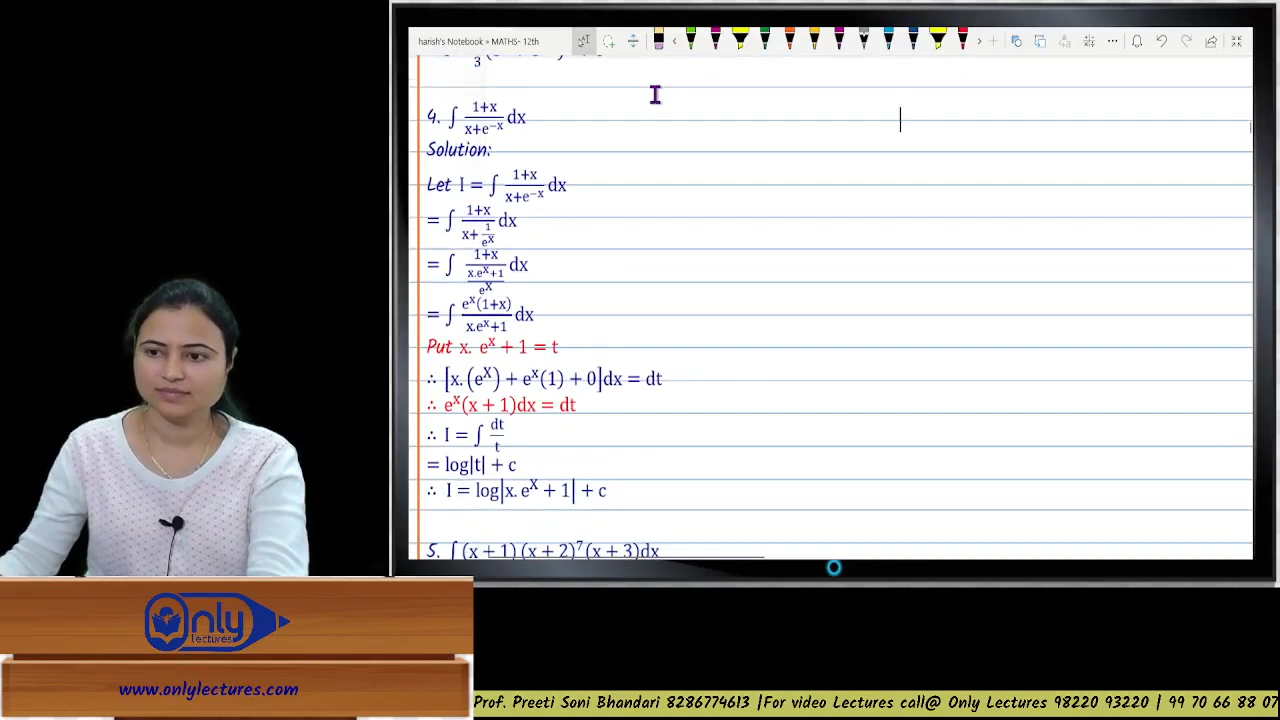 harish's Notebook » MATHS- 12th
3
4. ∫ (1+x)/(x+e⁻ˣ) dx
Solution:
Let I = ∫ (1+x)/(x+e⁻ˣ) dx
= ∫ (1+x)/(x+ 1/eˣ) dx
= ∫ (1+x)/((x.eˣ+1)/eˣ) dx
= ∫ eˣ(1+x)/(x.eˣ+1) dx
Put x. eˣ + 1 = t
∴ [x.(eˣ) + eˣ(1) + 0]dx = dt
∴ eˣ(x + 1)dx = dt
∴ I = ∫ dt/t
= log|t| + c
∴ I = log|x. eˣ + 1| + c
5. ∫(x + 1)(x + 2)⁷(x + 3)dx
Only
lectures
www.onlylectures.com
Prof. Preeti Soni Bhandari 8286774613 |For video Lectures call@ Only Lectures 98220 93220 | 99 70 66 88 07